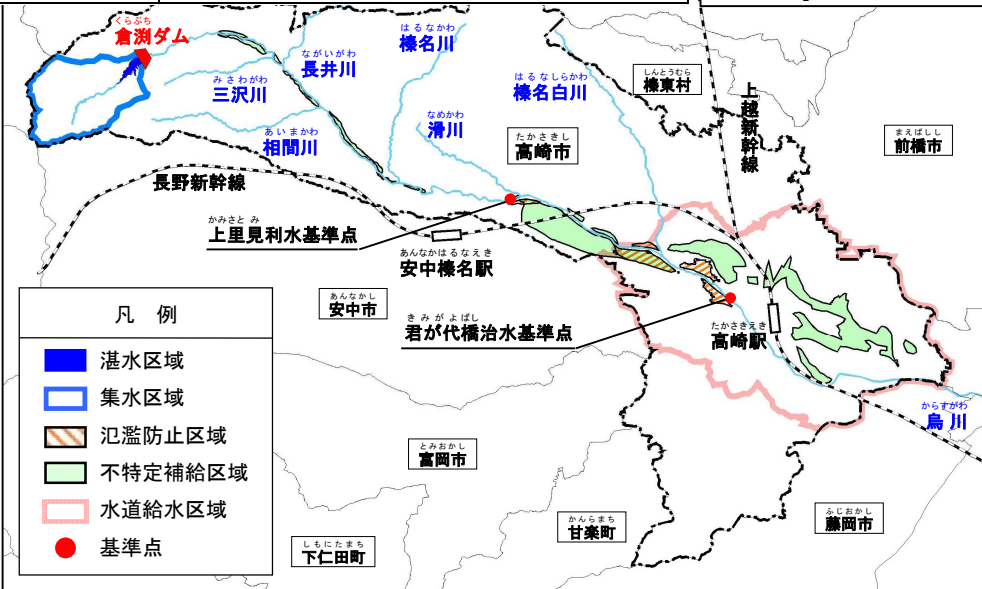 くらぶち
倉渕ダム
みさわがわ
三沢川
あいまかわ
相間川
ながいがわ
長井川
はるなかわ
榛名川
なめかわ
滑川
はるなしらかわ
榛名白川
しんとうむら
榛東村
上越新幹線
まえばしし
前橋市
たかさきし
高崎市
長野新幹線
かみさとみ
上里見利水基準点
あんなかはるなえき
安中榛名駅
あんなかし
安中市
きみがよばし
君が代橋治水基準点
たかさきえき
高崎駅
からすがわ
烏川
とみおかし
富岡市
かんらまち
甘楽町
ふじおかし
藤岡市
しもにたまち
下仁田町
凡 例
湛水区域
集水区域
氾濫防止区域
不特定補給区域
水道給水区域
基準点